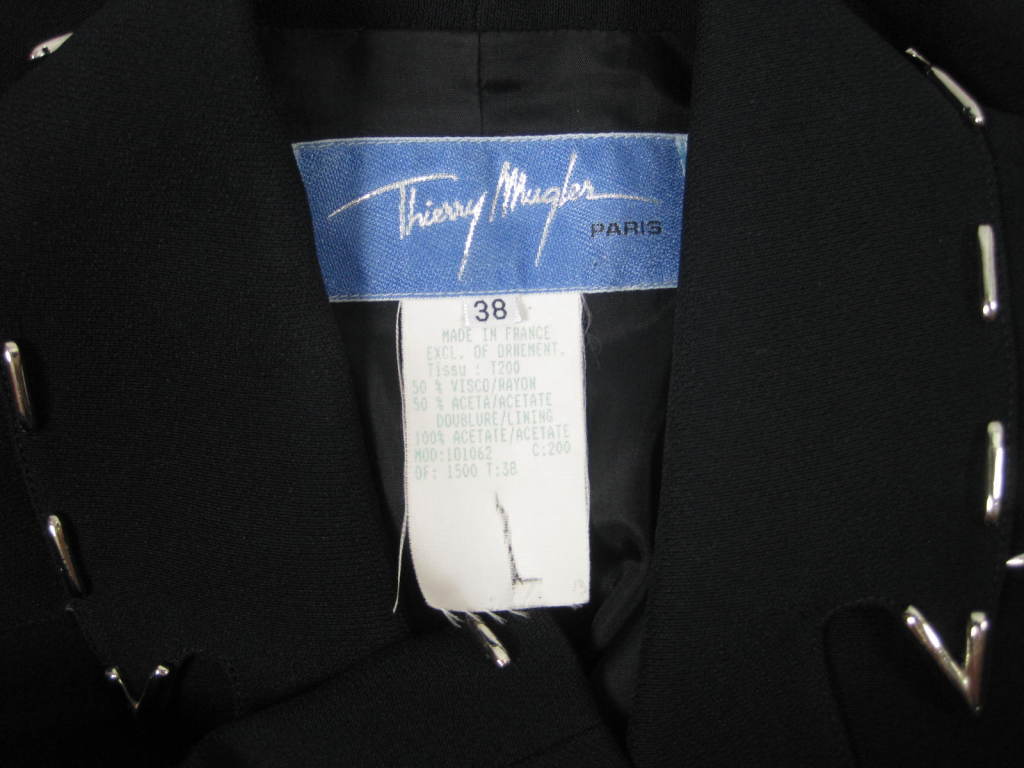 Thierry Mugler
PARIS
38
MADE IN FRANCE
EXCL. OF ORNEMENT.
Tissu : T200
50 % VISCO/RAYON
50 % ACETA/ACETATE
DOUBLURE/LINING
100% ACETATE/ACETATE
MOD:101062 C:200
OF: 1500 T:38
L